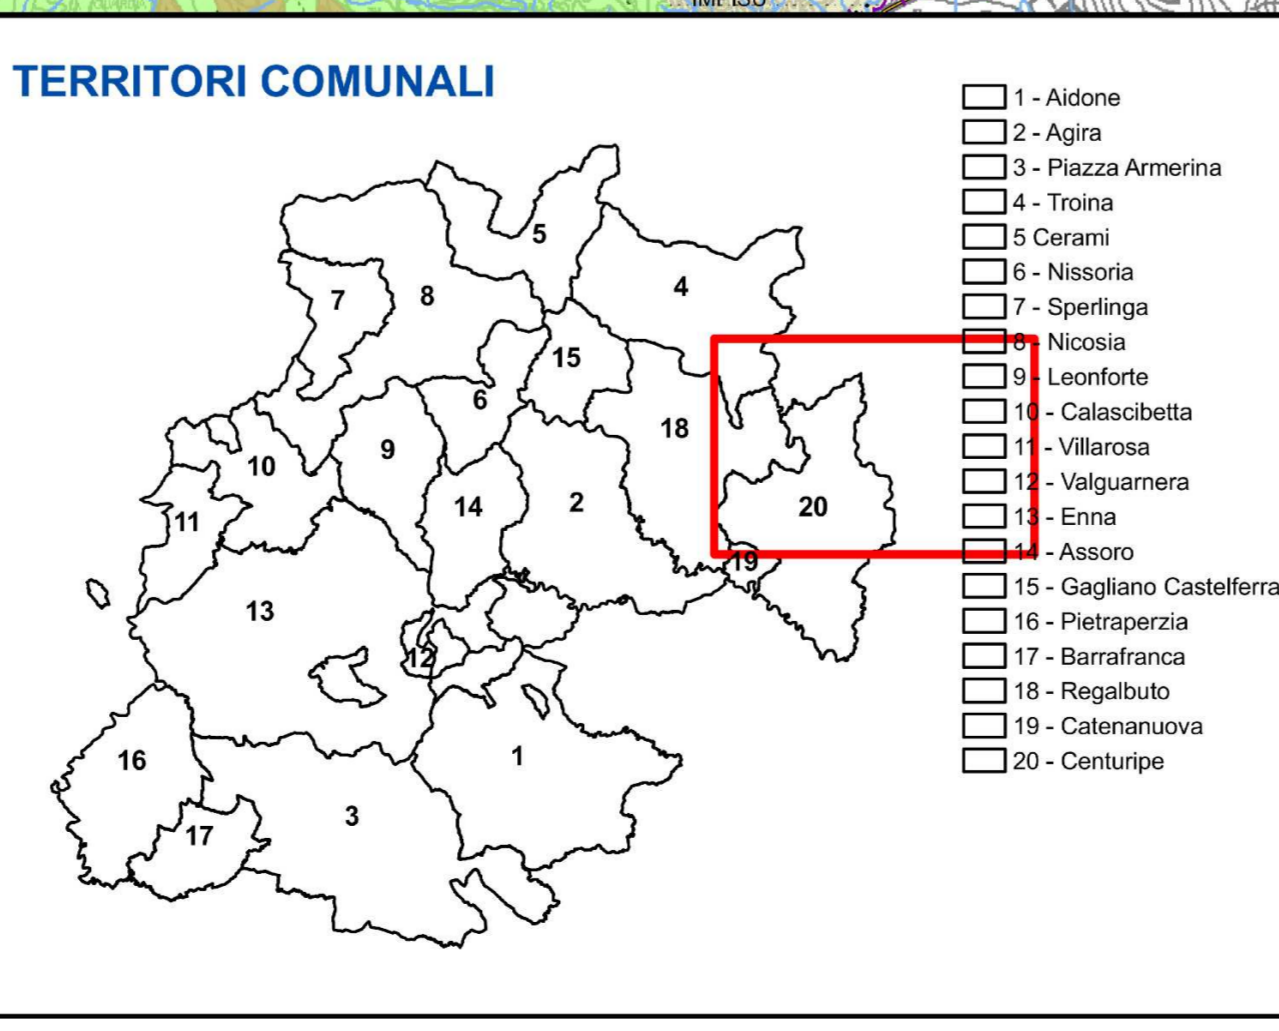 TERRITORI COMUNALI
1 - Aidone
2 - Agira
3 - Piazza Armerina
4 - Troina
5 Cerami
6 - Nissoria
7 - Sperlinga
8 - Nicosia
9 - Leonforte
10 - Calascibetta
11 - Villarosa
12 - Valguarnera
13 - Enna
14 - Assoro
15 - Gagliano Castelferra
16 - Pietraperzia
17 - Barrafranca
18 - Regalbuto
19 - Catenanuova
20 - Centuripe
5
4
7
8
15
6
18
9
10
14
2
20
11
19
13
12
1
16
3
17